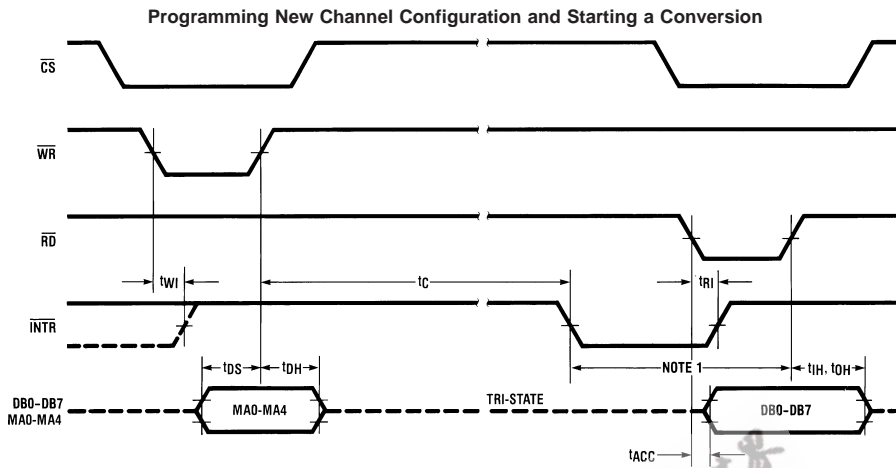 Programming New Channel Configuration and Starting a Conversion
CS
WR
RD
tWI
tC
tRI
INTR
tDS
tDH
NOTE 1
tIH, tOH
DB0-DB7
MA0-MA4
MA0-MA4
TRI-STATE
DB0-DB7
tACC